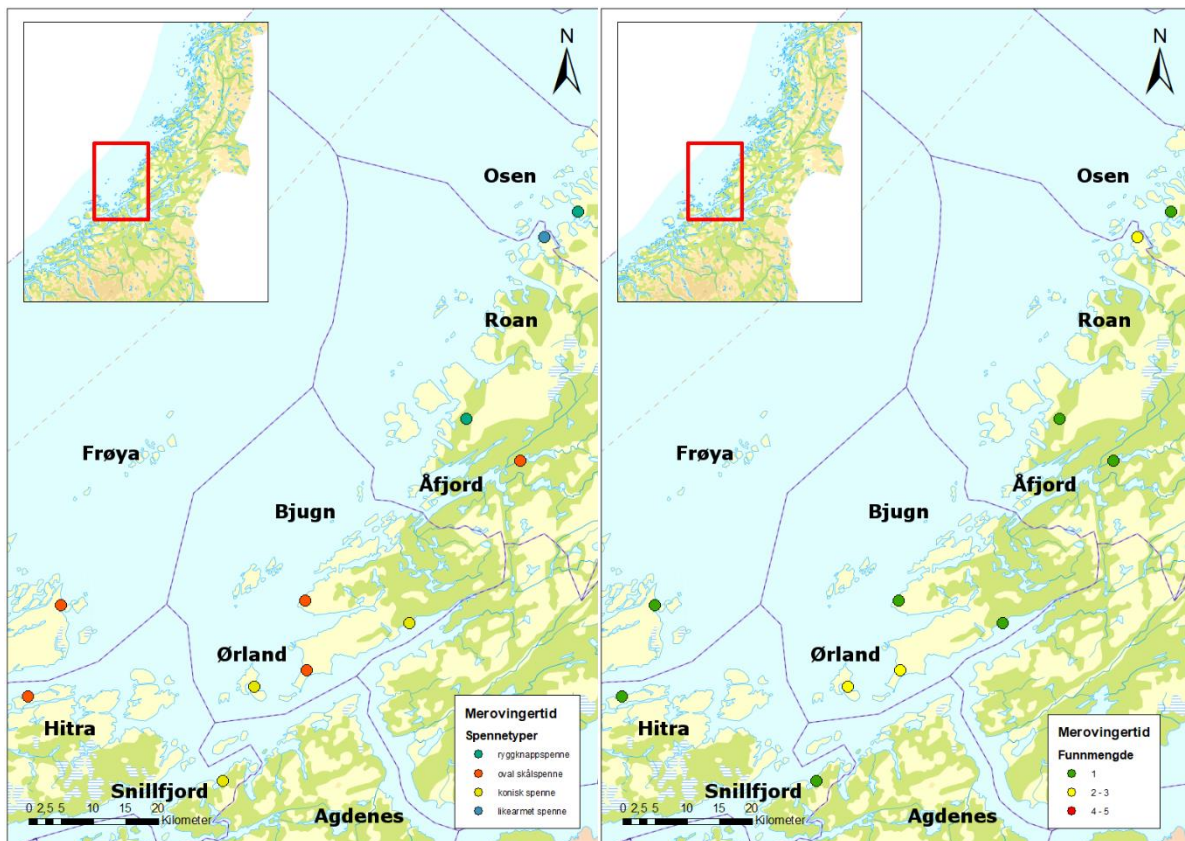 N
Osen
Roan
Frøya
Åfjord
Bjugn
Ørland
Hitra
Snillfjord
Agdenes
0 2,5 5 10 15 20
Kilometer
Merovingertid
Spennetyper
ryggknappspenne
oval skålspenne
konisk spenne
likearmet spenne
N
Osen
Roan
Frøya
Åfjord
Bjugn
Ørland
Hitra
Snillfjord
Agdenes
0 2,5 5 10 15 20
Kilometer
Merovingertid
Funnmengde
1
2 - 3
4 - 5